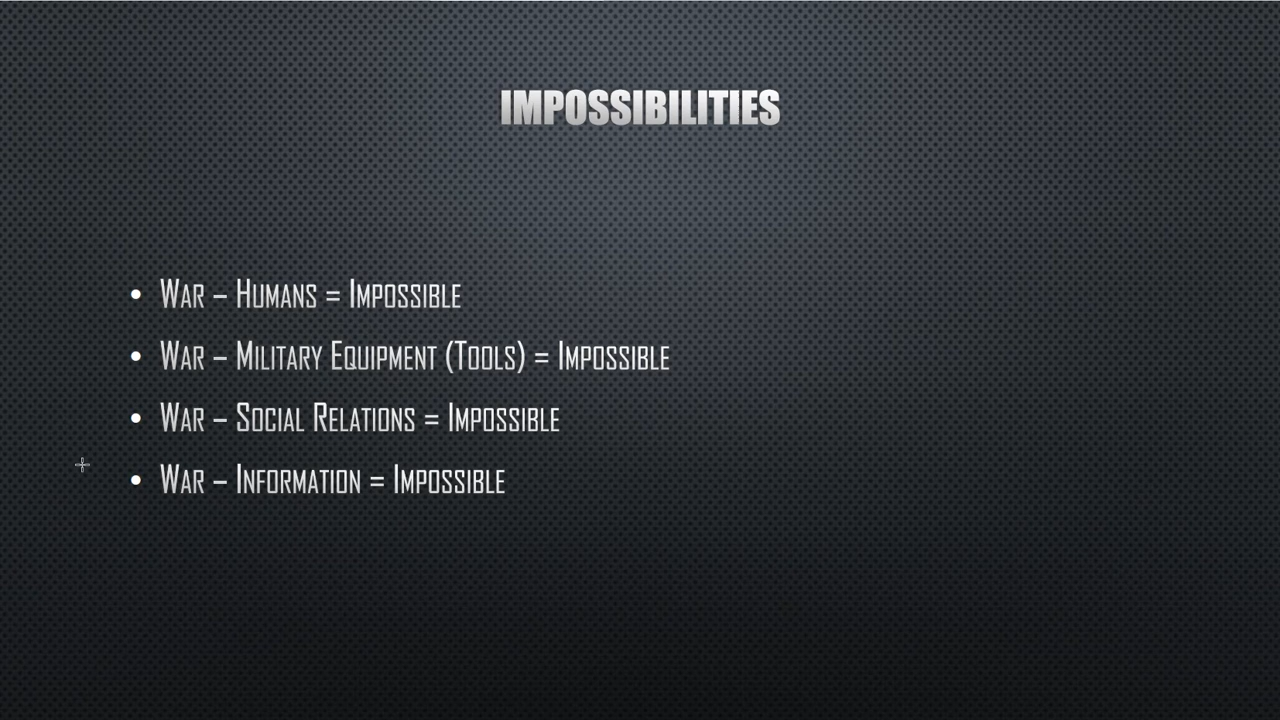 IMPOSSIBILITIES
• War – Humans = Impossible
• War – Military Equipment (Tools) = Impossible
• War – Social Relations = Impossible
• War – Information = Impossible